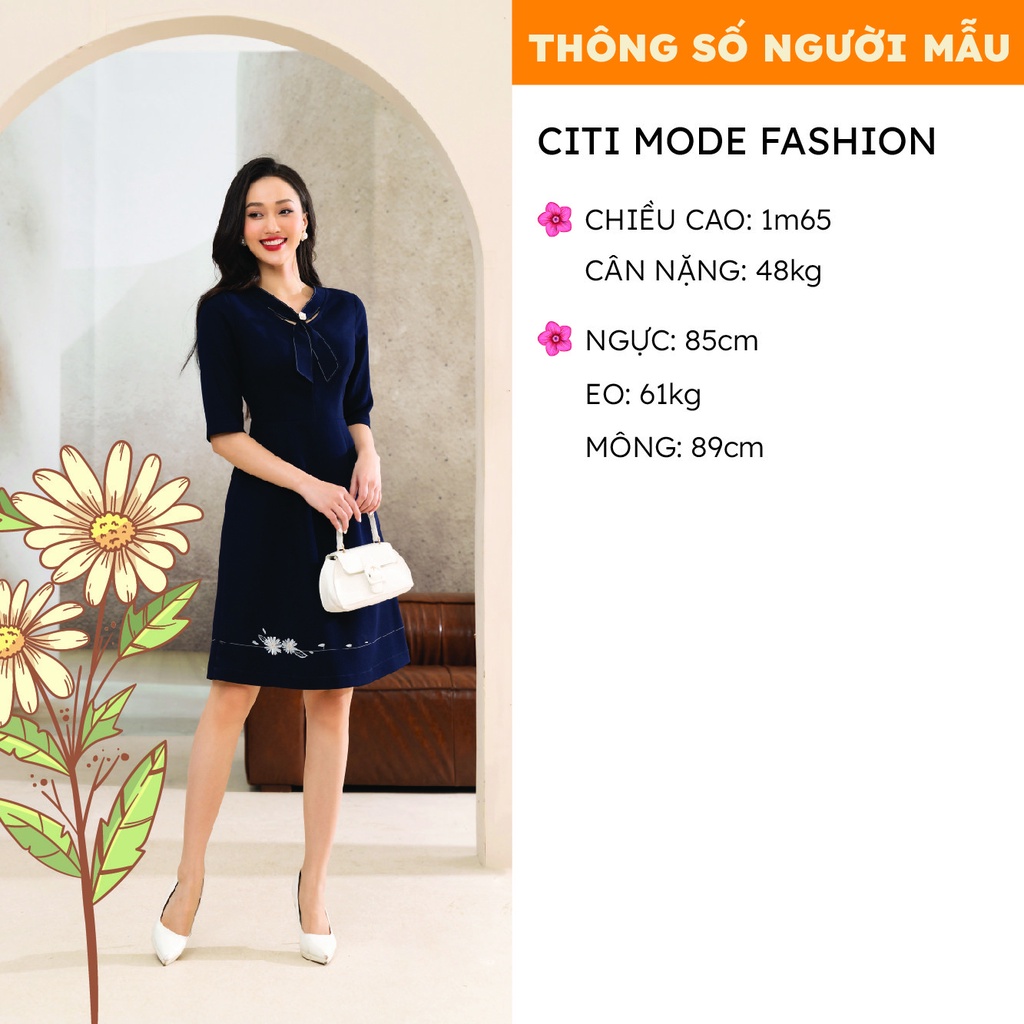 THÔNG SỐ NGƯỜI MẪU
CITI MODE FASHION
CHIỀU CAO: 1m65
CÂN NẶNG: 48kg
NGỰC: 85cm
EO: 61kg
MÔNG: 89cm